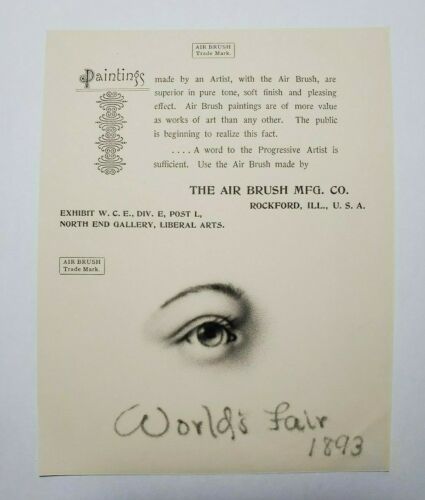 AIR BRUSH
Trade Mark.
Paintings made by an Artist, with the Air Brush, are
superior in pure tone, soft finish and pleasing
effect. Air Brush paintings are of more value
as works of art than any other. The public
is beginning to realize this fact.
. . . . A word to the Progressive Artist is
sufficient. Use the Air Brush made by
THE AIR BRUSH MFG. CO.
ROCKFORD, ILL., U. S. A.
EXHIBIT W. C. E., DIV. E, POST L,
NORTH END GALLERY, LIBERAL ARTS.
AIR BRUSH
Trade Mark.
World's Fair
1893